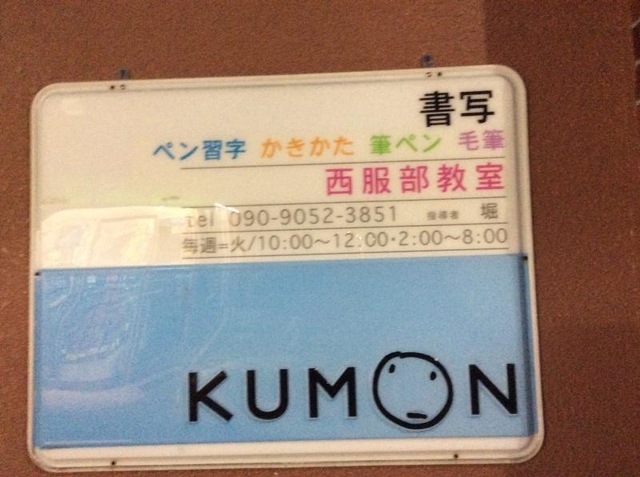 書写
ペン習字 かきかた 筆ペン 毛筆
西服部教室
tel 090-9052-3851 指導者 堀
毎週=火/10:00～12:00・2:00～8:00
KUMON